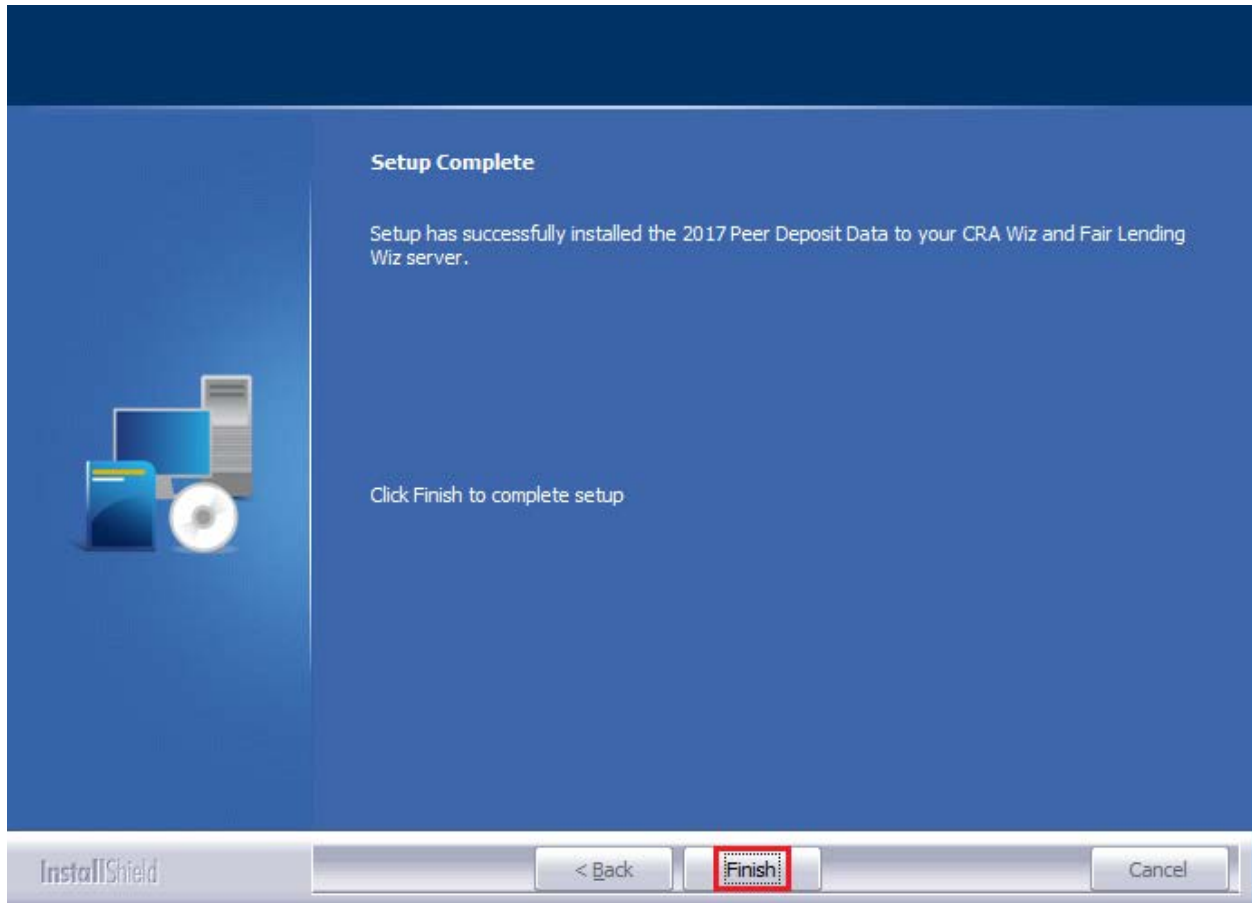 Setup Complete
Setup has successfully installed the 2017 Peer Deposit Data to your CRA Wiz and Fair Lending
Wiz server.
Click Finish to complete setup
InstallShield
< Back
Finish
Cancel